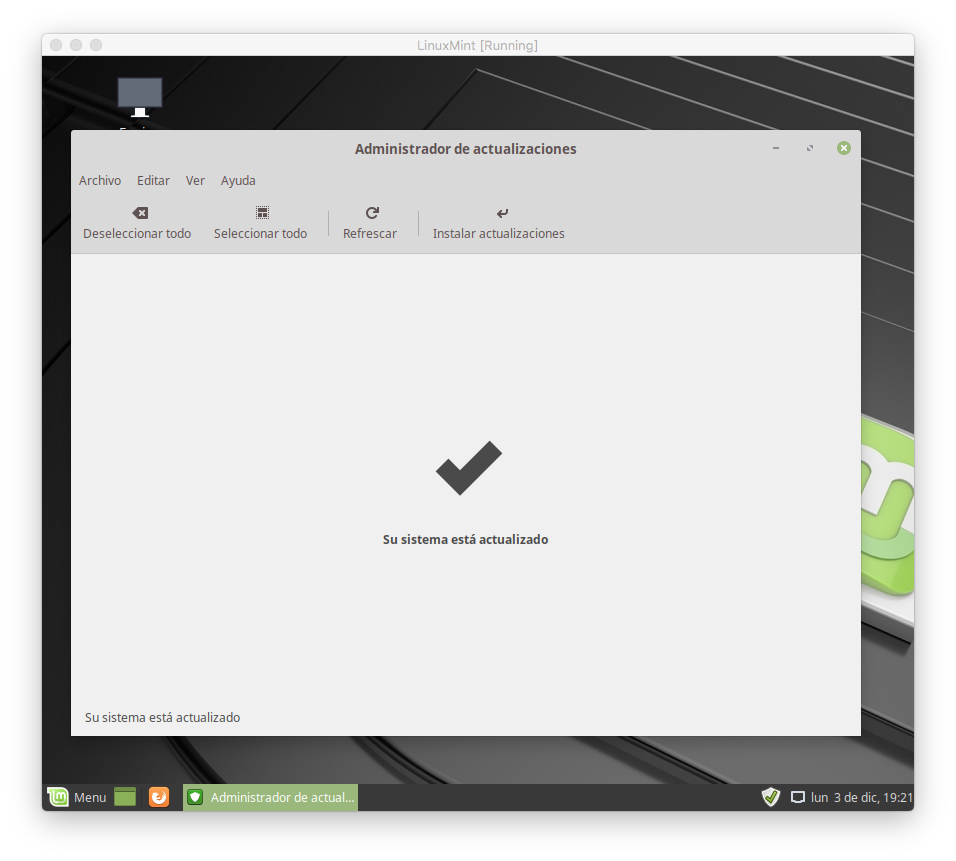 LinuxMint [Running]
Administrador de actualizaciones
Archivo Editar Ver Ayuda
Deseleccionar todo Seleccionar todo Refrescar Instalar actualizaciones
Su sistema está actualizado
Su sistema está actualizado
Menu Administrador de actual... lun 3 de dic, 19:21